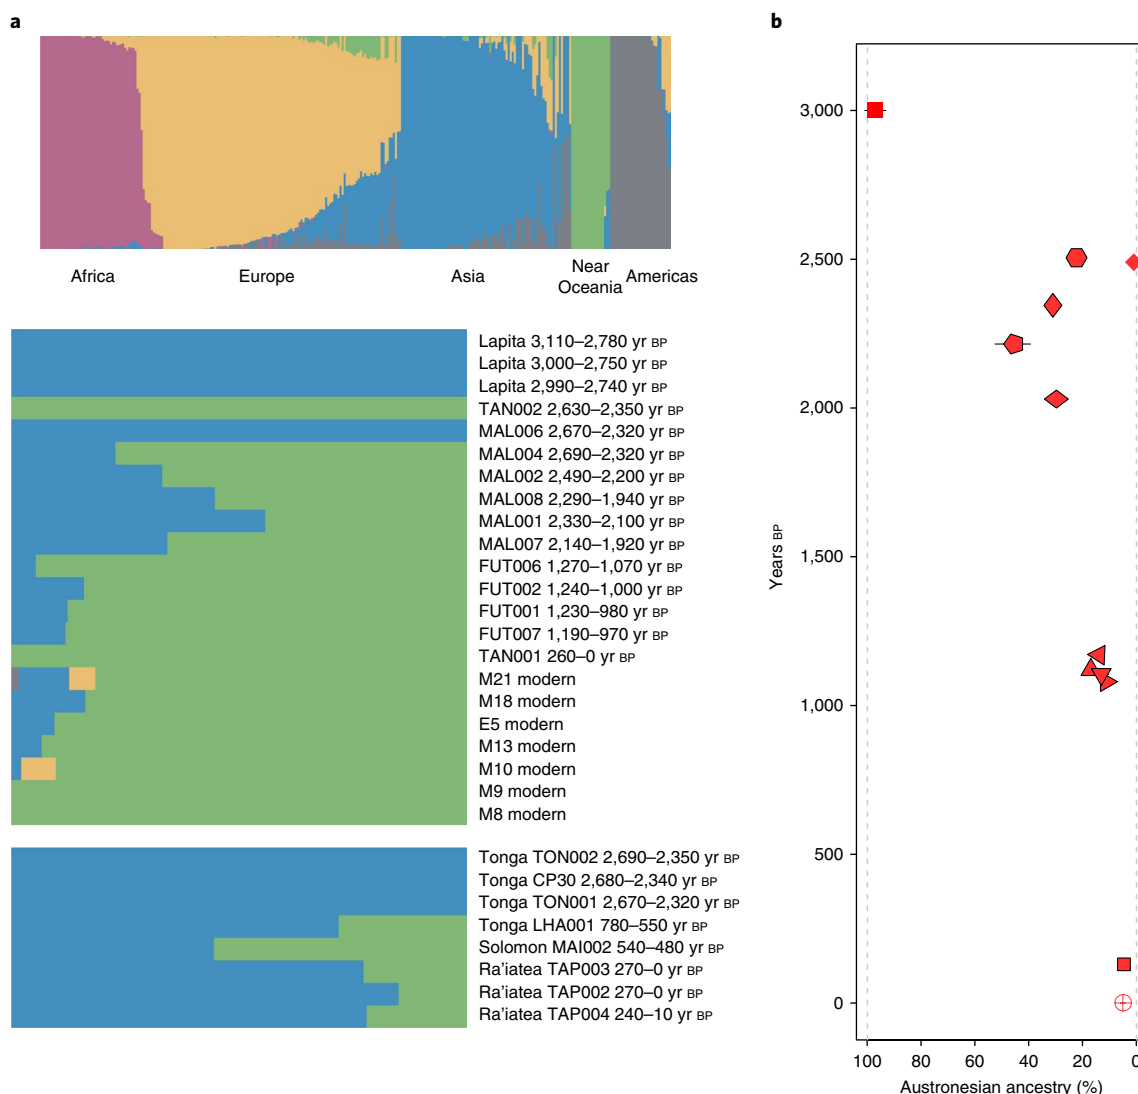 a
Africa
Europe
Asia
Near
Oceania
Americas
Lapita 3,110–2,780 yr BP
Lapita 3,000–2,750 yr BP
Lapita 2,990–2,740 yr BP
TAN002 2,630–2,350 yr BP
MAL006 2,670–2,320 yr BP
MAL004 2,690–2,320 yr BP
MAL002 2,490–2,200 yr BP
MAL008 2,290–1,940 yr BP
MAL001 2,330–2,100 yr BP
MAL007 2,140–1,920 yr BP
FUT006 1,270–1,070 yr BP
FUT002 1,240–1,000 yr BP
FUT001 1,230–980 yr BP
FUT007 1,190–970 yr BP
TAN001 260–0 yr BP
M21 modern
M18 modern
E5 modern
M13 modern
M10 modern
M9 modern
M8 modern
Tonga TON002 2,690–2,350 yr BP
Tonga CP30 2,680–2,340 yr BP
Tonga TON001 2,670–2,320 yr BP
Tonga LHA001 780–550 yr BP
Solomon MAI002 540–480 yr BP
Ra'iatea TAP003 270–0 yr BP
Ra'iatea TAP002 270–0 yr BP
Ra'iatea TAP004 240–10 yr BP
b
3,000
2,500
2,000
1,500
1,000
500
0
Years BP
100 80 60 40 20 0
Austronesian ancestry (%)